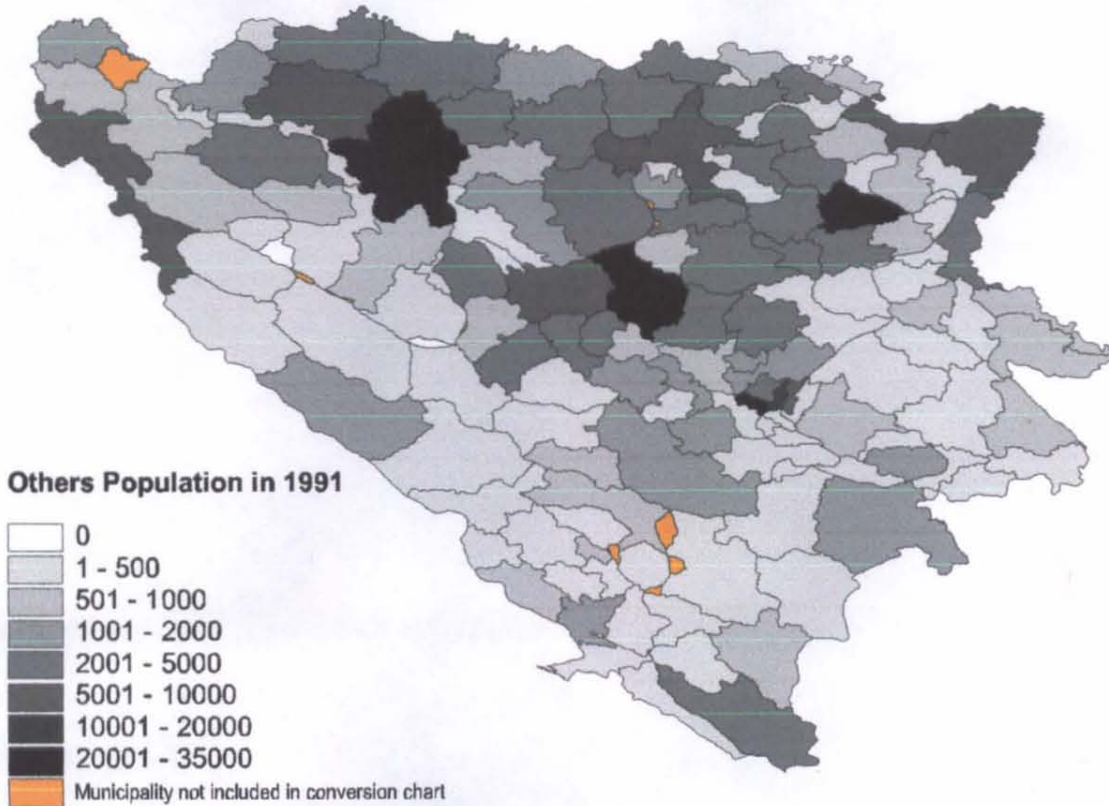 Others Population in 1991
0
1 - 500
501 - 1000
1001 - 2000
2001 - 5000
5001 - 10000
10001 - 20000
20001 - 35000
Municipality not included in conversion chart